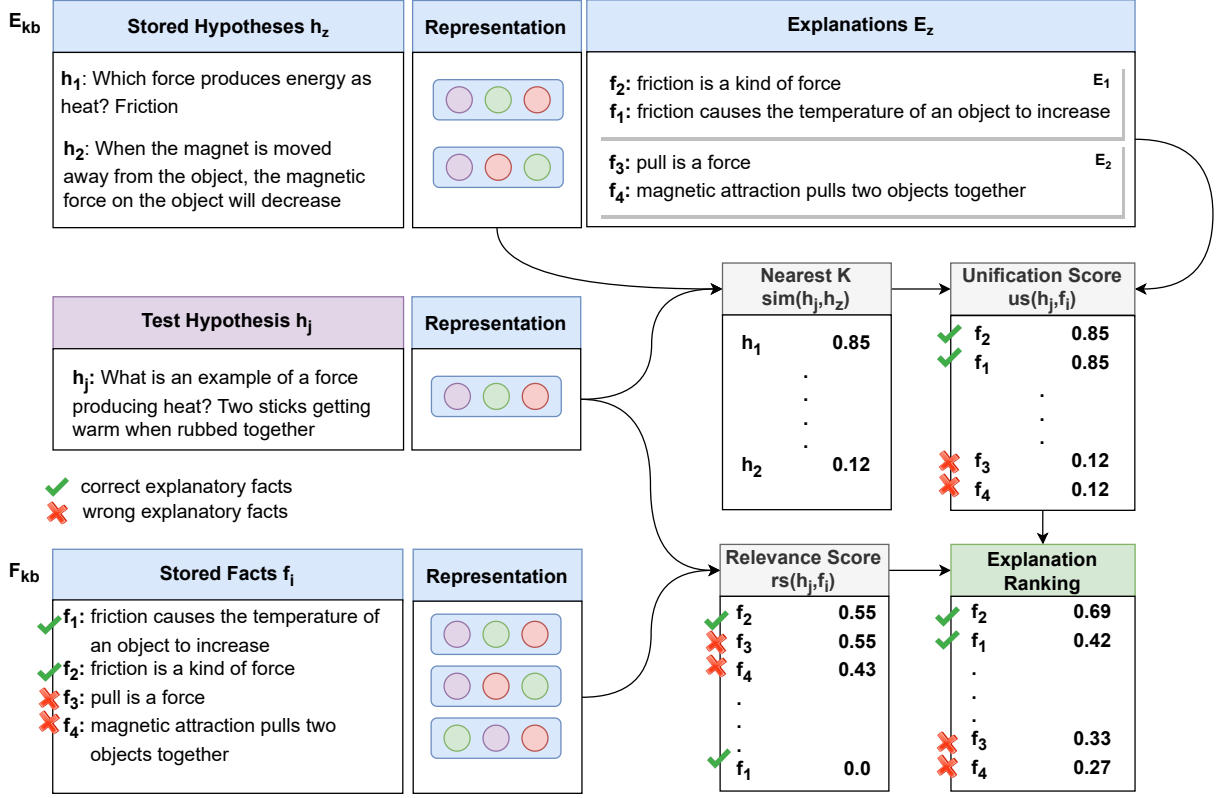 E_kb
Stored Hypotheses h_z
Representation
Explanations E_z
h_1: Which force produces energy as
heat? Friction
h_2: When the magnet is moved
away from the object, the magnetic
force on the object will decrease
f_2: friction is a kind of force
E_1
f_1: friction causes the temperature of an object to increase
f_3: pull is a force
E_2
f_4: magnetic attraction pulls two objects together
Test Hypothesis h_j
Representation
h_j: What is an example of a force
producing heat? Two sticks getting
warm when rubbed together
Nearest K
sim(h_j,h_z)
h_1 0.85
.
.
.
.
h_2 0.12
Unification Score
us(h_j,f_i)
f_2 0.85
f_1 0.85
.
.
.
f_3 0.12
f_4 0.12
correct explanatory facts
wrong explanatory facts
F_kb
Stored Facts f_i
Representation
f_1: friction causes the temperature of
an object to increase
f_2: friction is a kind of force
f_3: pull is a force
f_4: magnetic attraction pulls two
objects together
Relevance Score
rs(h_j,f_i)
f_2 0.55
f_3 0.55
f_4 0.43
.
.
.
f_1 0.0
Explanation
Ranking
f_2 0.69
f_1 0.42
.
.
.
f_3 0.33
f_4 0.27